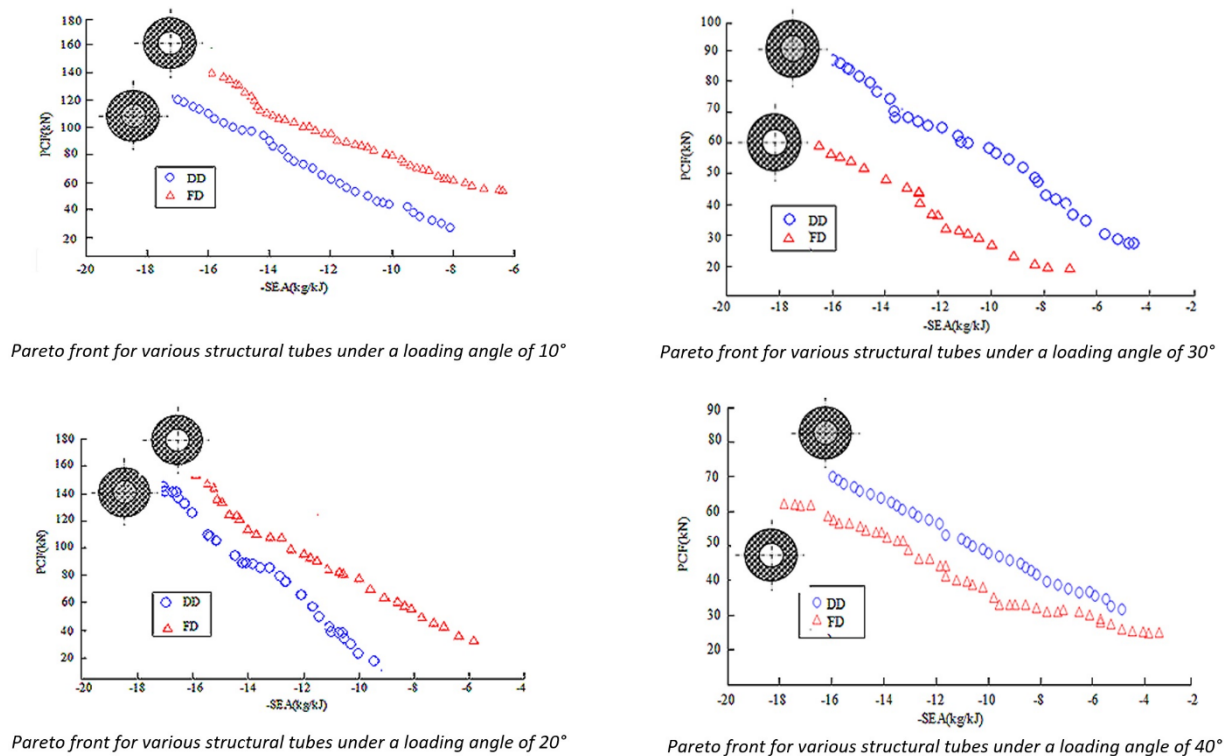 PCF(kN)
180
160
140
120
100
80
60
40
20
DD
FD
-20 -18 -16 -14 -12 -10 -8 -6
-SEA(kg/kJ)
Pareto front for various structural tubes under a loading angle of 10°
PCF(kN)
100
90
80
70
60
50
40
30
20
DD
FD
-20 -18 -16 -14 -12 -10 -8 -6 -4 -2
-SEA(kg/kJ)
Pareto front for various structural tubes under a loading angle of 30°
PCF(kN)
180
160
140
120
100
80
60
40
20
DD
FD
-20 -18 -16 -14 -12 -10 -8 -6 -4
-SEA(kg/kJ)
Pareto front for various structural tubes under a loading angle of 20°
PCF(kN)
90
80
70
60
50
40
30
20
DD
FD
-20 -18 -16 -14 -12 -10 -8 -6 -4 -2
-SEA(kg/kJ)
Pareto front for various structural tubes under a loading angle of 40°